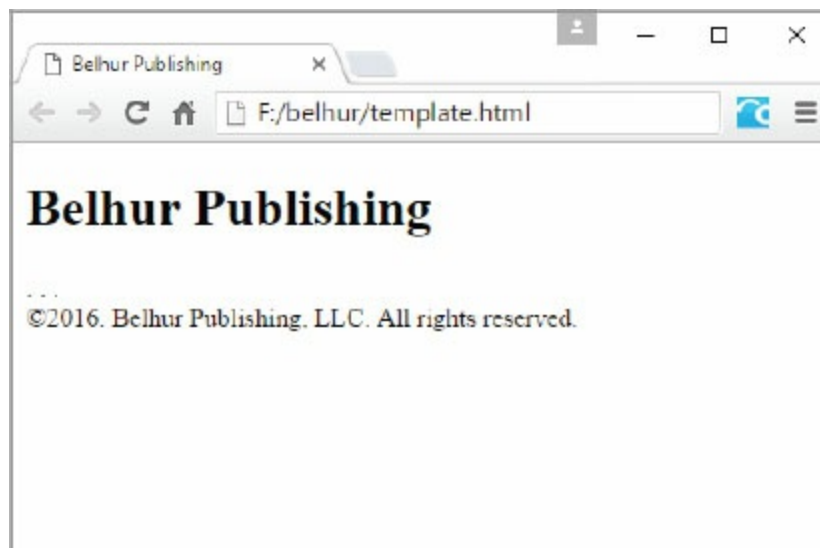 Belhur Publishing
F:/belhur/template.html
Belhur Publishing
. . .
©2016. Belhur Publishing, LLC. All rights reserved.